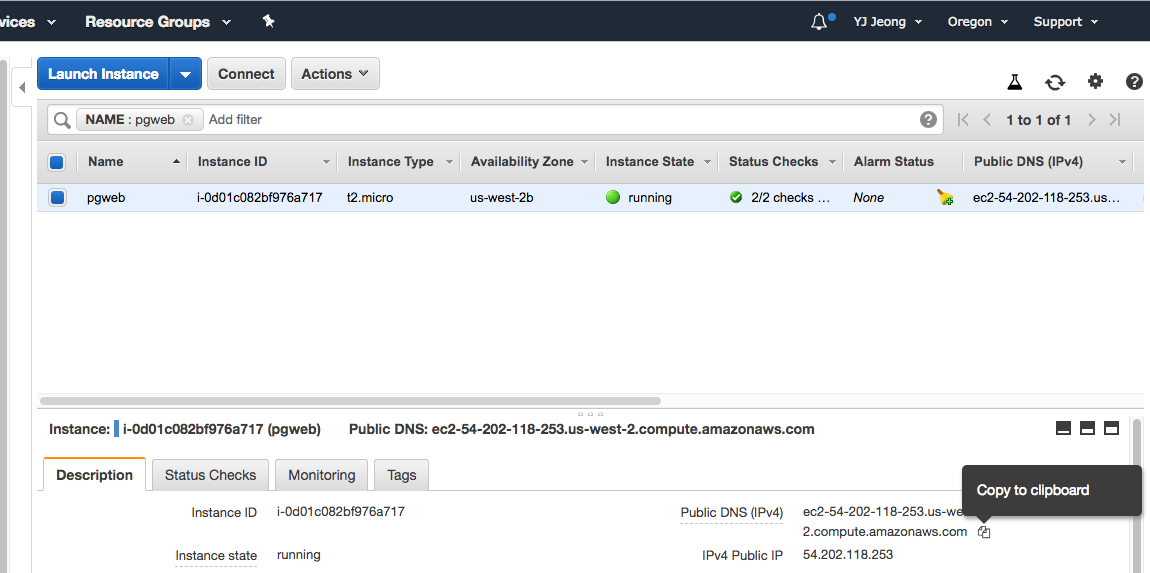 vices Resource Groups YJ Jeong Oregon Support
Launch Instance Connect Actions
NAME : pgweb Add filter 1 to 1 of 1
Name Instance ID Instance Type Availability Zone Instance State Status Checks Alarm Status Public DNS (IPv4)
pgweb i-0d01c082bf976a717 t2.micro us-west-2b running 2/2 checks ... None ec2-54-202-118-253.us...
Instance: i-0d01c082bf976a717 (pgweb) Public DNS: ec2-54-202-118-253.us-west-2.compute.amazonaws.com
Description Status Checks Monitoring Tags
Copy to clipboard
Instance ID i-0d01c082bf976a717 Public DNS (IPv4) ec2-54-202-118-253.us-we
2.compute.amazonaws.com
Instance state running IPv4 Public IP 54.202.118.253